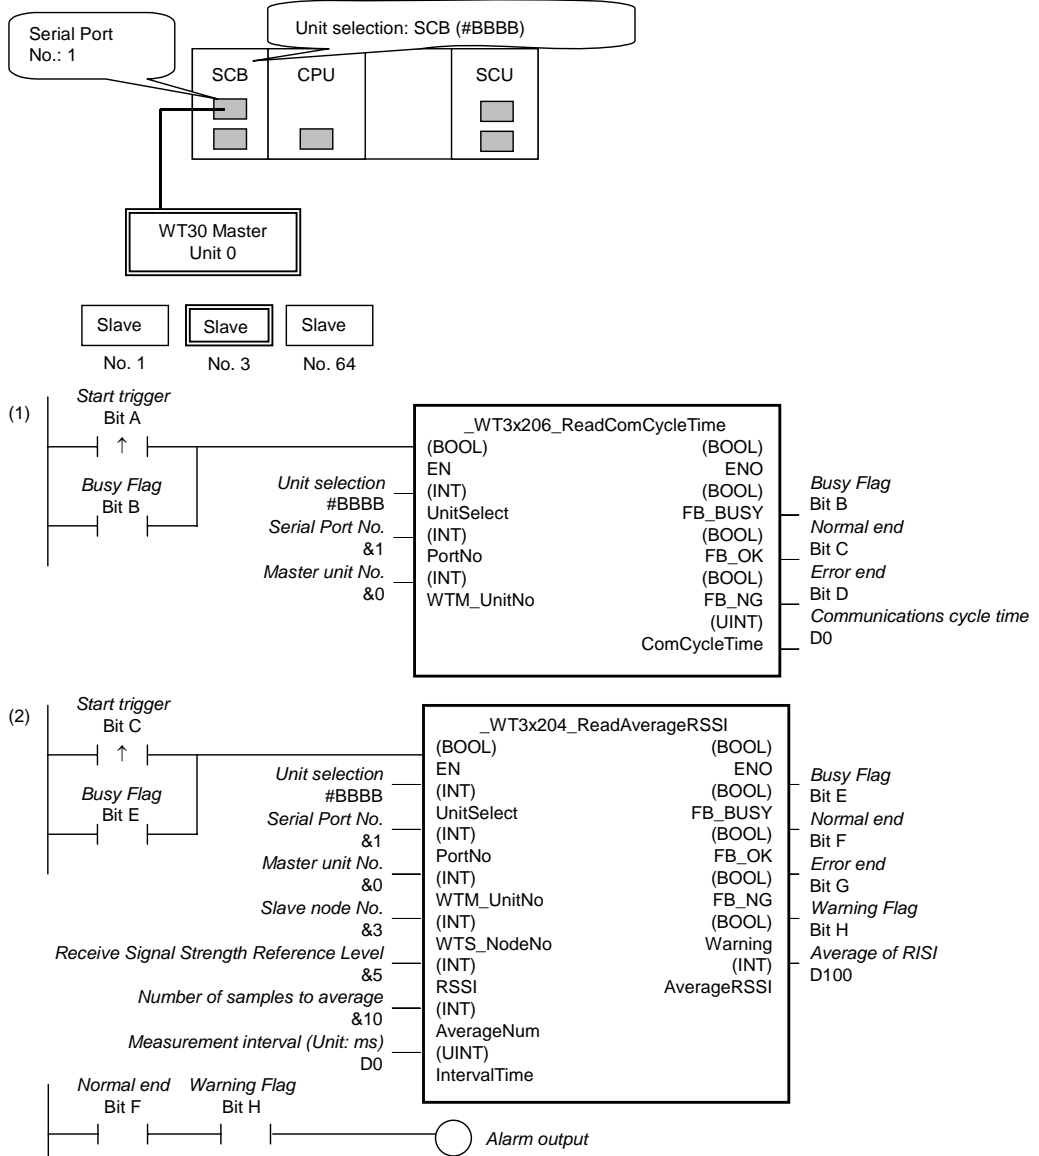 Serial Port
No.: 1
Unit selection: SCB (#BBBB)
SCB
CPU
SCU
WT30 Master
Unit 0
Slave
Slave
Slave
No. 1
No. 3
No. 64
(1)
Start trigger
Bit A
↑
Busy Flag
Bit B
Unit selection
#BBBB
Serial Port No.
&1
Master unit No.
&0
_WT3x206_ReadComCycleTime
(BOOL)
EN
(INT)
UnitSelect
(INT)
PortNo
(INT)
WTM_UnitNo
(BOOL)
ENO
(BOOL)
FB_BUSY
(BOOL)
FB_OK
(BOOL)
FB_NG
(UINT)
ComCycleTime
Busy Flag
Bit B
Normal end
Bit C
Error end
Bit D
Communications cycle time
D0
(2)
Start trigger
Bit C
↑
Busy Flag
Bit E
Unit selection
#BBBB
Serial Port No.
&1
Master unit No.
&0
Slave node No.
&3
Receive Signal Strength Reference Level
&5
Number of samples to average
&10
Measurement interval (Unit: ms)
D0
_WT3x204_ReadAverageRSSI
(BOOL)
EN
(INT)
UnitSelect
(INT)
PortNo
(INT)
WTM_UnitNo
(INT)
WTS_NodeNo
(INT)
RSSI
(INT)
AverageNum
(UINT)
IntervalTime
(BOOL)
ENO
(BOOL)
FB_BUSY
(BOOL)
FB_OK
(BOOL)
FB_NG
(BOOL)
Warning
(INT)
AverageRSSI
Busy Flag
Bit E
Normal end
Bit F
Error end
Bit G
Warning Flag
Bit H
Average of RISI
D100
Normal end
Bit F
Warning Flag
Bit H
Alarm output